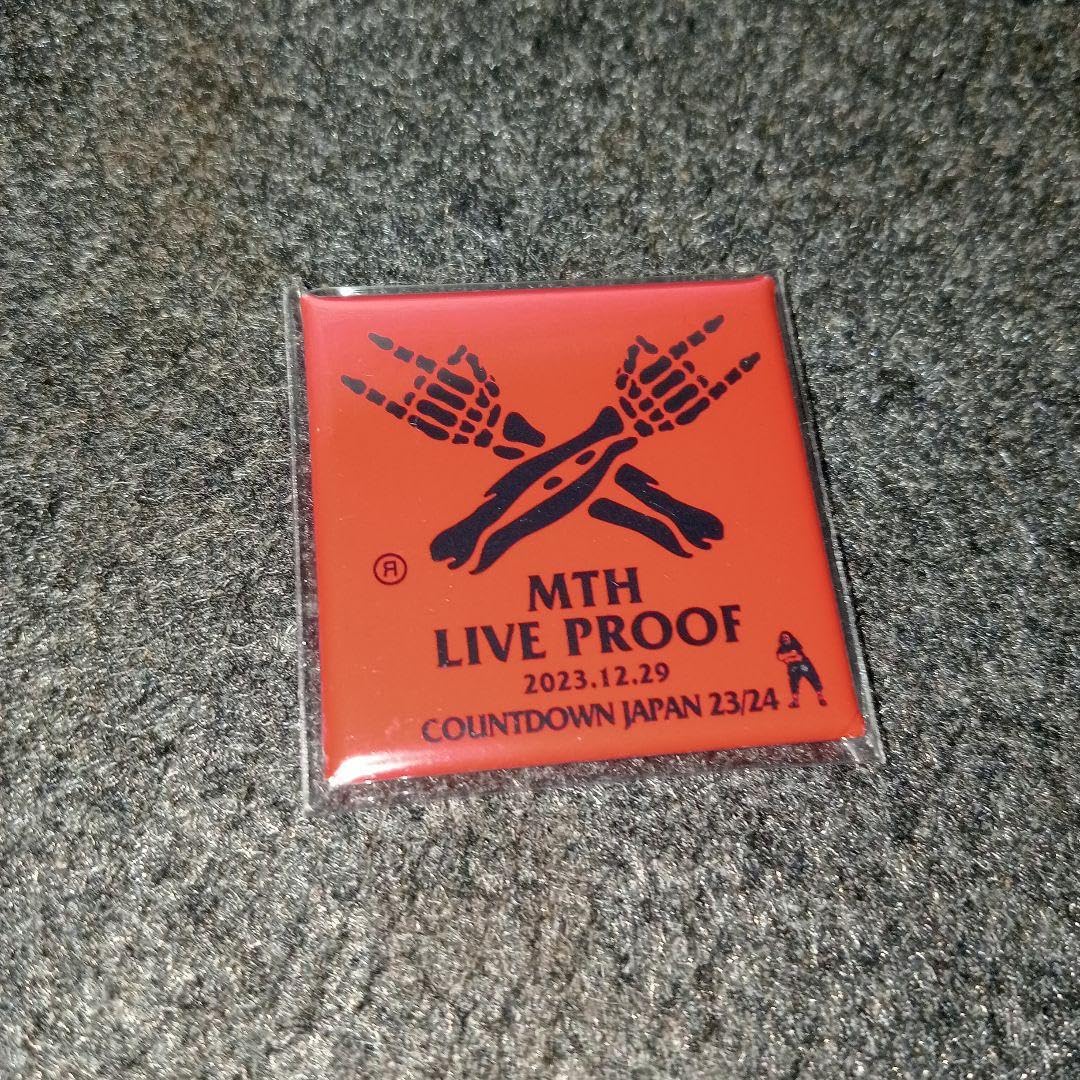 Я
MTH
LIVE PROOF
2023.12.29
COUNTDOWN JAPAN 23/24